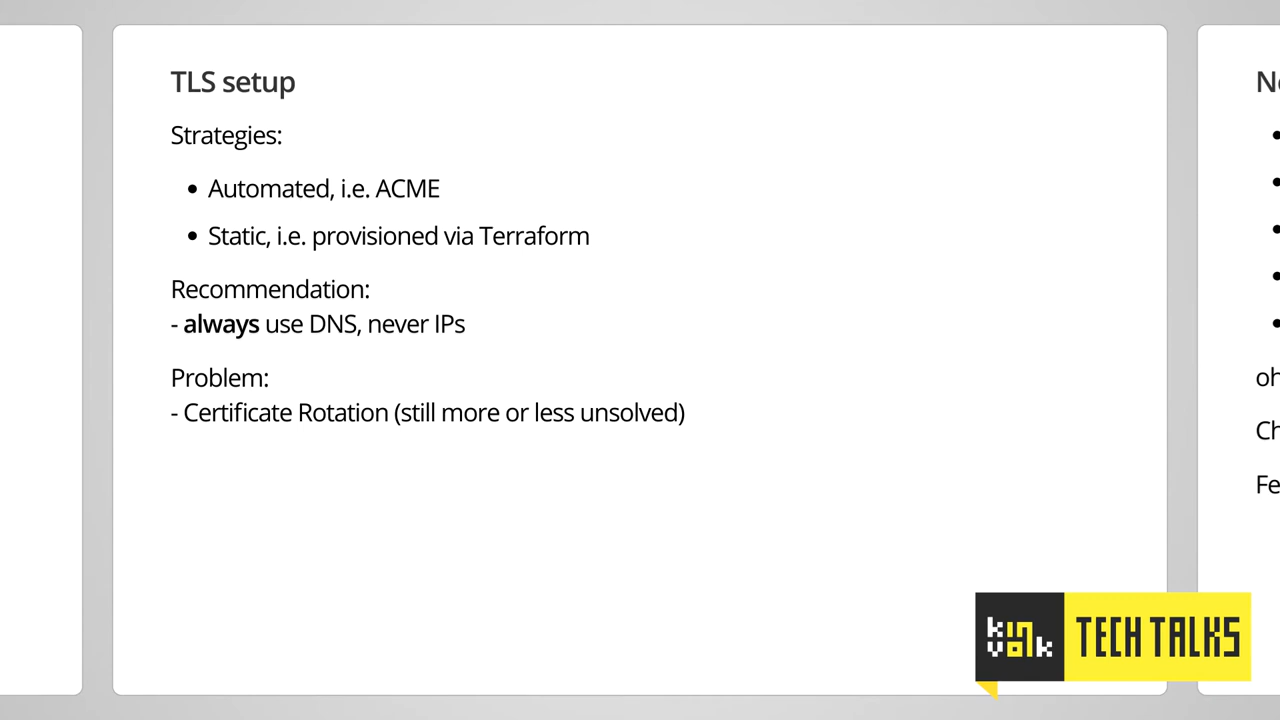 TLS setup
Strategies:
• Automated, i.e. ACME
• Static, i.e. provisioned via Terraform
Recommendation:
- always use DNS, never IPs
Problem:
- Certificate Rotation (still more or less unsolved)
kinvolk
TECH TALKS